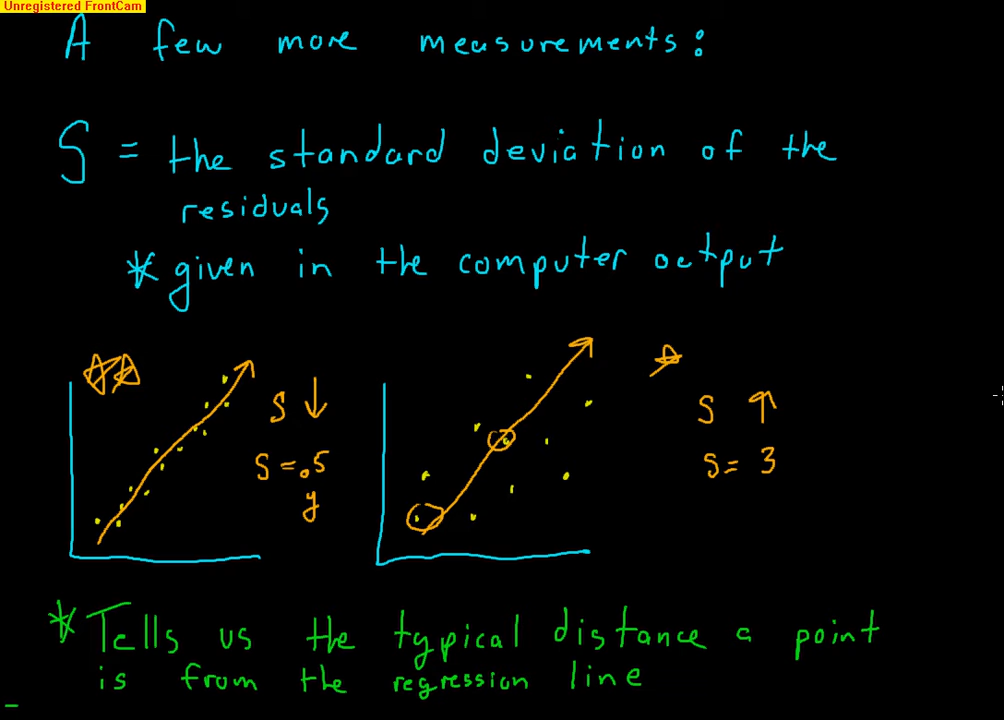 Unregistered FrontCam
A few more measurements:
S = the standard deviation of the
residuals
* given in the computer output
S ↓
S = .5
y
S ↑
S = 3
* Tells us the typical distance a point
is from the regression line